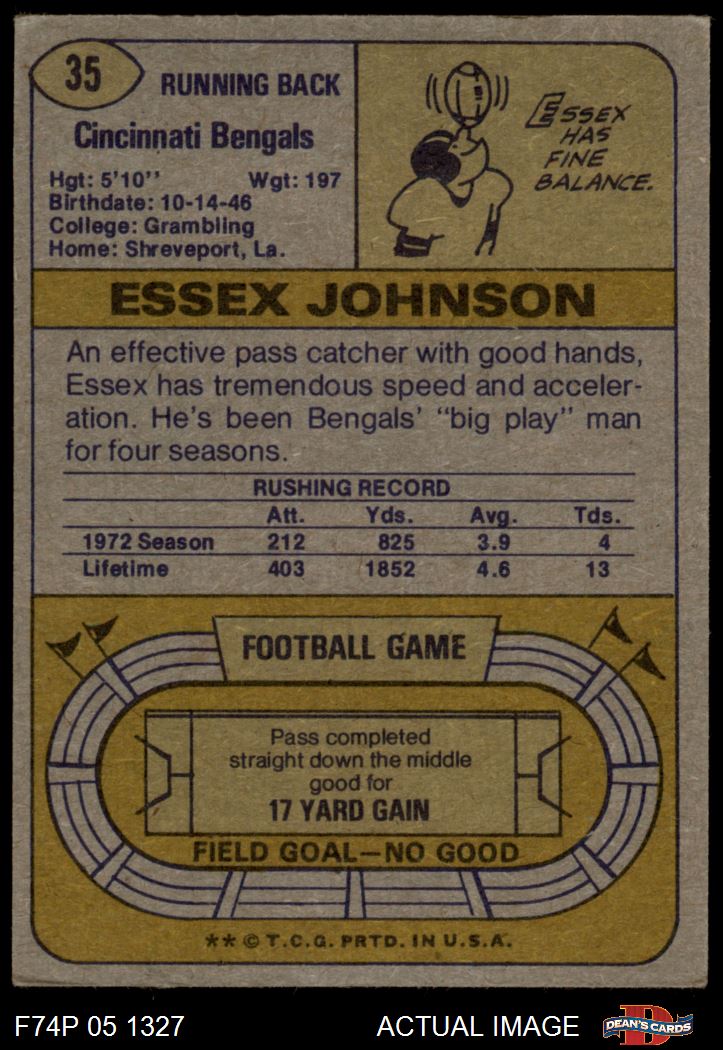 35
RUNNING BACK
Cincinnati Bengals
Hgt: 5'10'' Wgt: 197
Birthdate: 10-14-46
College: Grambling
Home: Shreveport, La.
ESSEX
HAS
FINE
BALANCE.
ESSEX JOHNSON
An effective pass catcher with good hands,
Essex has tremendous speed and acceler-
ation. He's been Bengals' "big play" man
for four seasons.
RUSHING RECORD
Att. Yds. Avg. Tds.
1972 Season 212 825 3.9 4
Lifetime 403 1852 4.6 13
FOOTBALL GAME
Pass completed
straight down the middle
good for
17 YARD GAIN
FIELD GOAL—NO GOOD
** © T.C.G. PRTD. IN U.S.A.
F74P 05 1327 ACTUAL IMAGE
D
DEAN'S CARDS